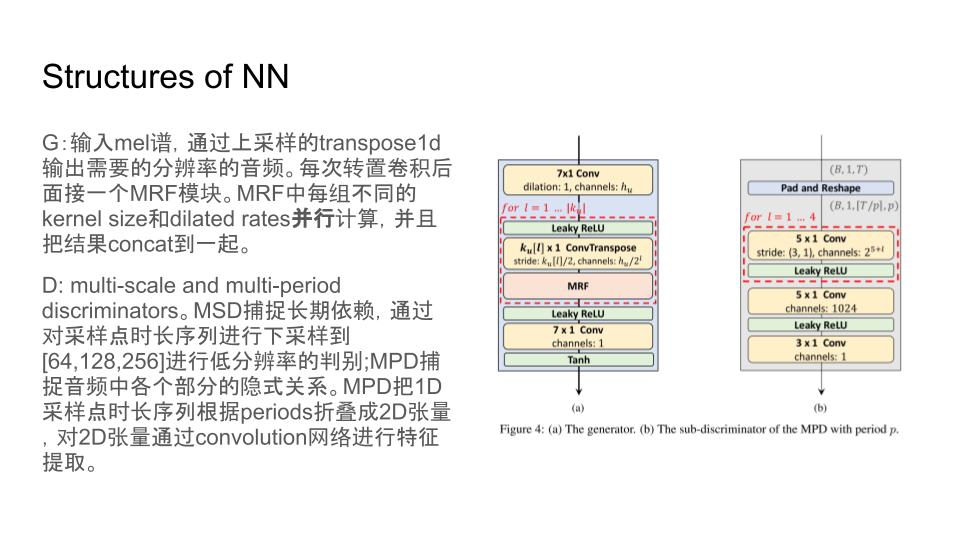 Structures of NN
G：输入mel谱，通过上采样的transpose1d
输出需要的分辨率的音频。每次转置卷积后
面接一个MRF模块。MRF中每组不同的
kernel size和dilated rates并行计算，并且
把结果concat到一起。
D: multi-scale and multi-period
discriminators。MSD捕捉长期依赖，通过
对采样点时长序列进行下采样到
[64,128,256]进行低分辨率的判别;MPD捕
捉音频中各个部分的隐式关系。MPD把1D
采样点时长序列根据periods折叠成2D张量
，对2D张量通过convolution网络进行特征
提取。
7x1 Conv
dilation: 1, channels: h_u
for l = 1 … |k_u|
Leaky ReLU
k_u[l] x 1 ConvTranspose
stride: k_u[l]/2, channels: h_u/2^l
MRF
Leaky ReLU
7 x 1 Conv
channels: 1
Tanh
(a)
(B, 1, T)
Pad and Reshape
(B, 1, ⌈T/p⌉, p)
for l = 1 … 4
5 x 1 Conv
stride: (3, 1), channels: 2^{5+l}
Leaky ReLU
5 x 1 Conv
channels: 1024
Leaky ReLU
3 x 1 Conv
channels: 1
(b)
Figure 4: (a) The generator. (b) The sub-discriminator of the MPD with period p.